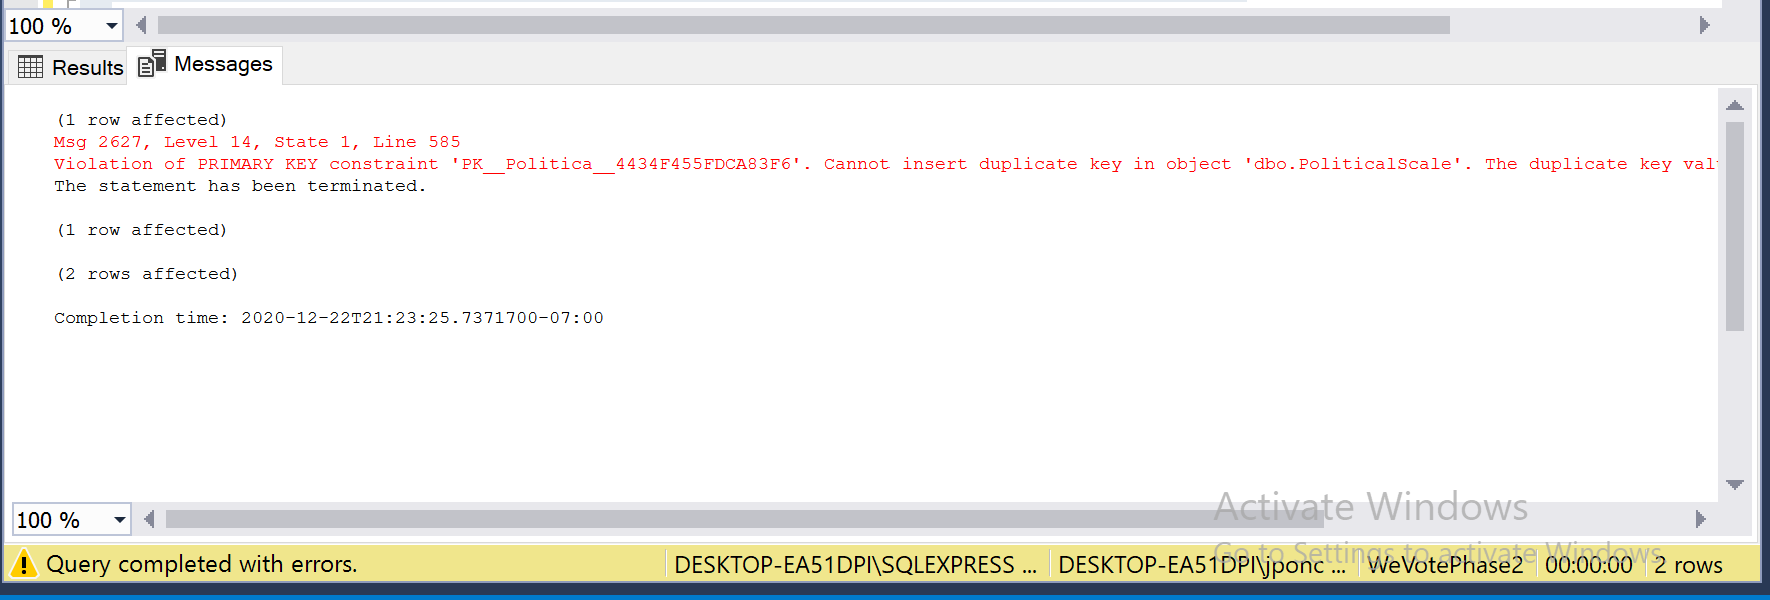 100 %
Results
Messages
(1 row affected)
Msg 2627, Level 14, State 1, Line 585
Violation of PRIMARY KEY constraint 'PK__Politica__4434F455FDCA83F6'. Cannot insert duplicate key in object 'dbo.PoliticalScale'. The duplicate key val
The statement has been terminated.
(1 row affected)
(2 rows affected)
Completion time: 2020-12-22T21:23:25.7371700-07:00
100 %
Activate Windows
Go to Settings to activate Windows.
Query completed with errors.
DESKTOP-EA51DPI\SQLEXPRESS ...
DESKTOP-EA51DPI\jponc ...
WeVotePhase2
00:00:00
2 rows